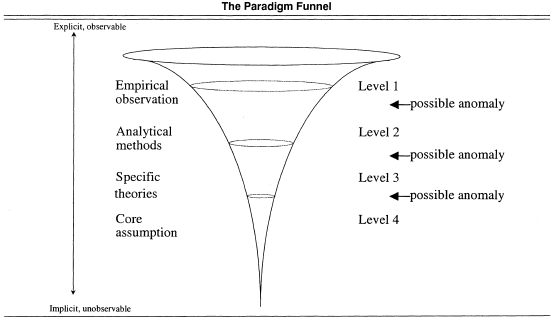 The Paradigm Funnel
Explicit, observable
Empirical
observation
Level 1
possible anomaly
Analytical
methods
Level 2
possible anomaly
Specific
theories
Level 3
possible anomaly
Core
assumption
Level 4
Implicit, unobservable